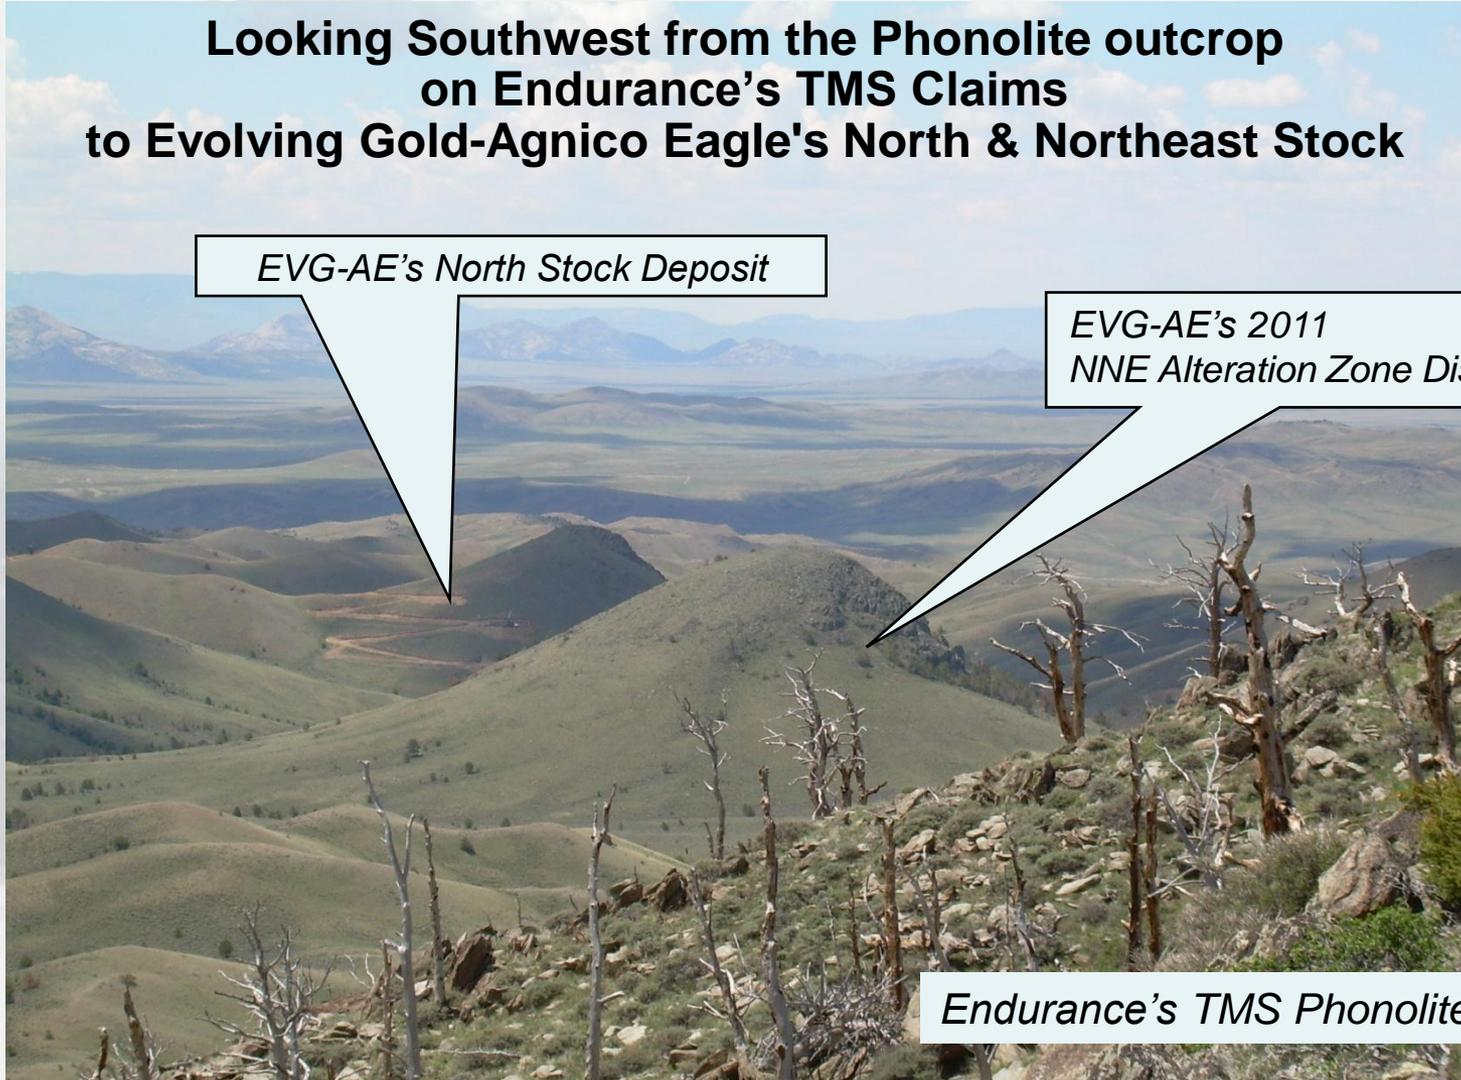 Looking Southwest from the Phonolite outcrop
on Endurance’s TMS Claims
to Evolving Gold-Agnico Eagle's North & Northeast Stock
EVG-AE’s North Stock Deposit
EVG-AE’s 2011
NNE Alteration Zone
Endurance’s TMS Phonolite